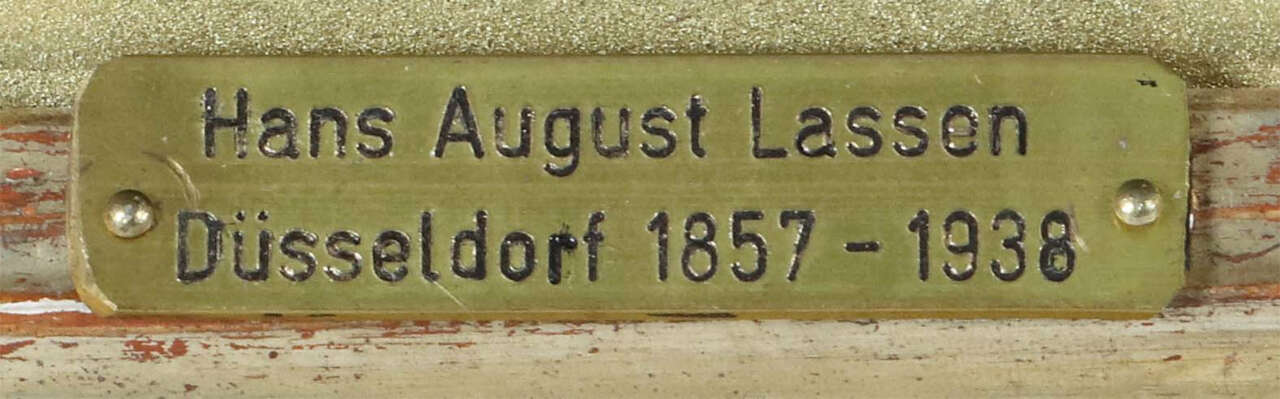 Hans August Lassen
Düsseldorf 1857 - 1938